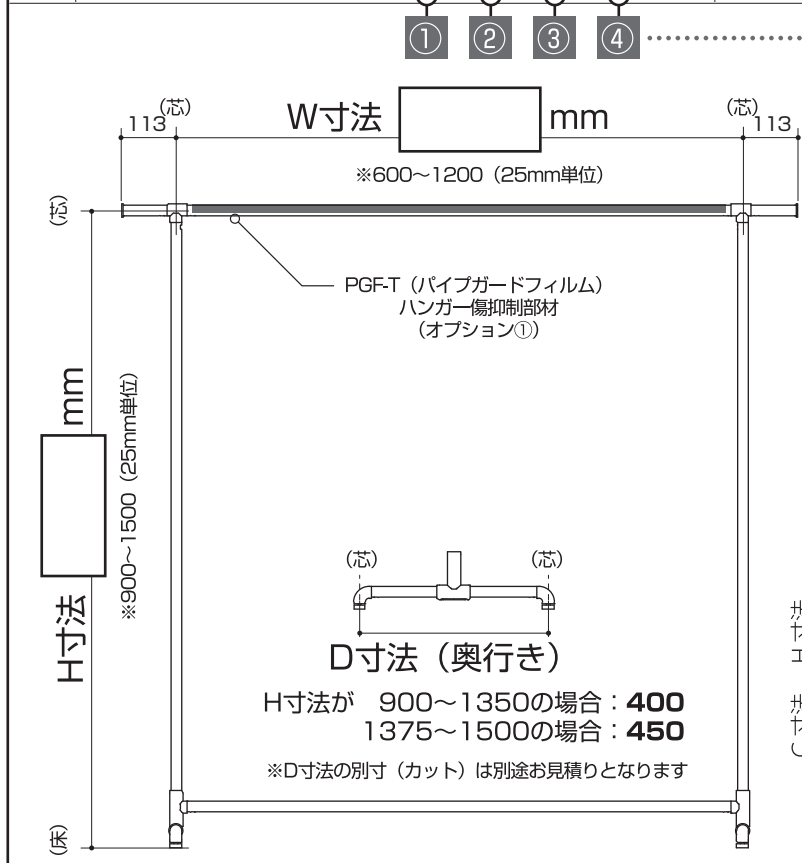 ① ② ③ ④
(芯) (芯)
113 W寸法 mm 113
※600〜1200（25mm単位）
(芯)
PGF-T（パイプガードフィルム）
ハンガー傷抑制部材
（オプション①）
H寸法 mm
※900〜1500（25mm単位）
(芯) (芯)
D寸法（奥行き）
H寸法が 900〜1350の場合：400
1375〜1500の場合：450
※D寸法の別寸（カット）は別途お見積りとなります
(床)